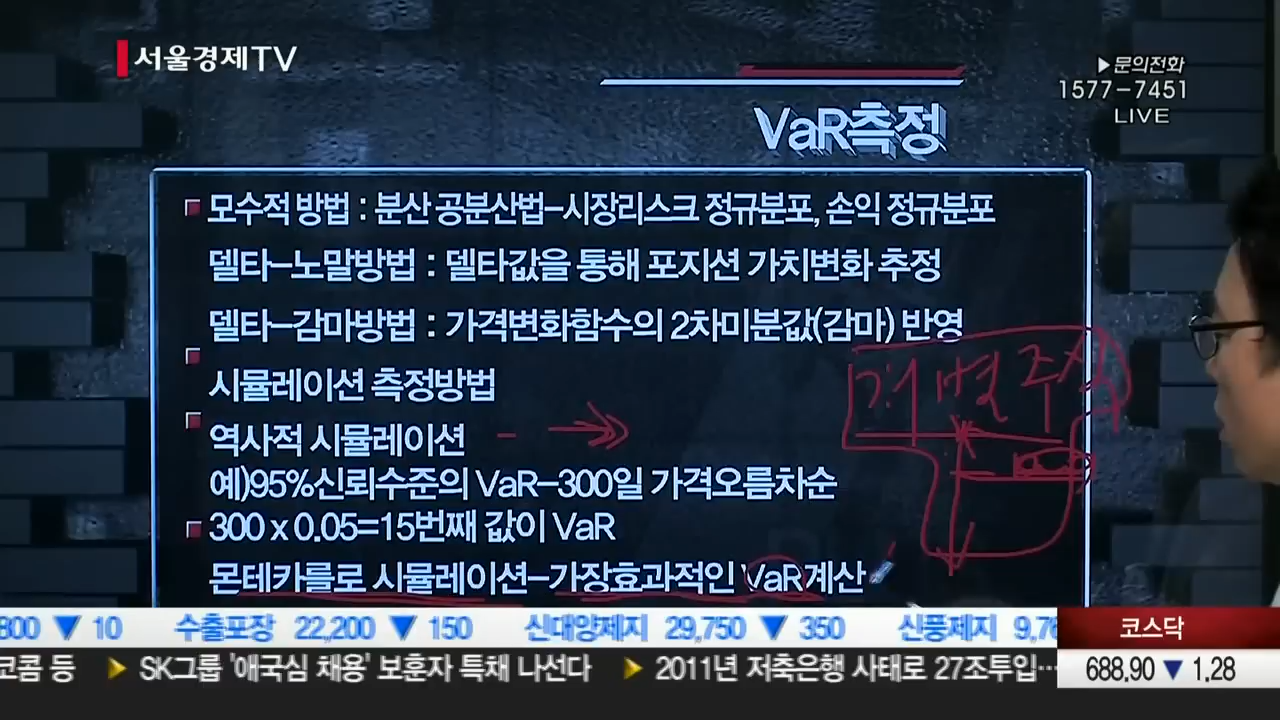 서울경제TV
▶문의전화
1577-7451
LIVE
VaR측정
모수적 방법 : 분산 공분산법-시장리스크 정규분포, 손익 정규분포
델타-노말방법 : 델타값을 통해 포지션 가치변화 추정
델타-감마방법 : 가격변화함수의 2차미분값(감마) 반영
시뮬레이션 측정방법
개별주식
역사적 시뮬레이션
예)95%신뢰수준의 VaR-300일 가격오름차순
300 x 0.05=15번째 값이 VaR
몬테카를로 시뮬레이션-가장효과적인 VaR계산
800 ▼ 10 수출포장 22,200 ▼ 150 신대양제지 29,750 ▼ 350 신풍제지 9,76
코스닥
코콤 등 ▶ SK그룹 '애국심 채용' 보훈자 특채 나선다 ▶ 2011년 저축은행 사태로 27조투입…
688.90 ▼ 1.28